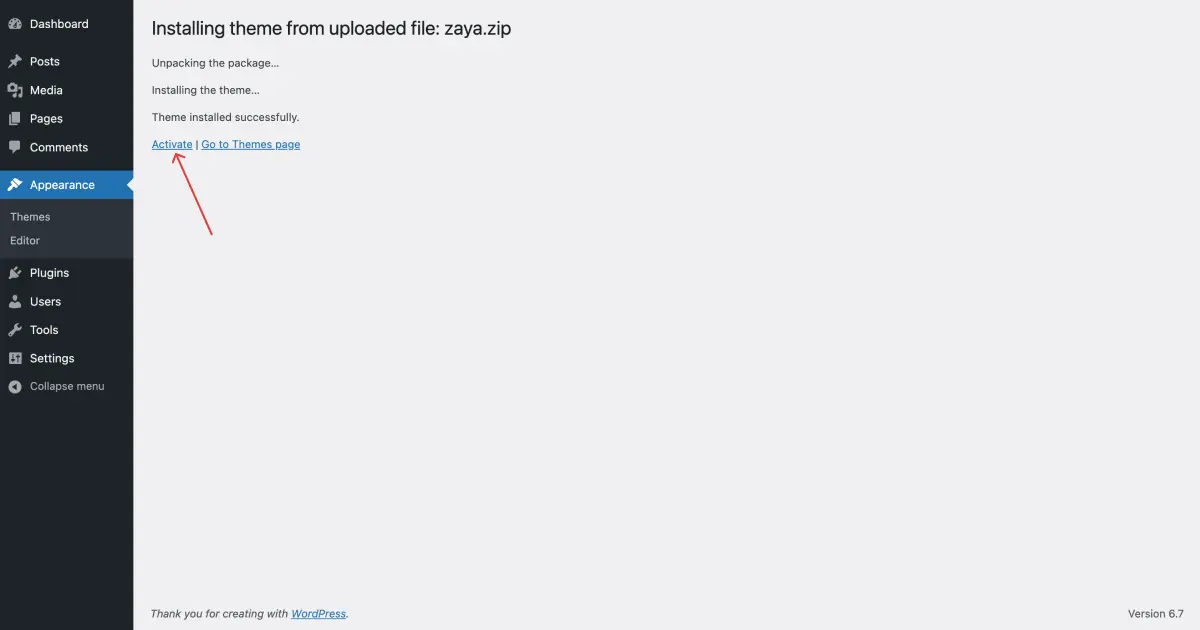 Dashboard
Posts
Media
Pages
Comments
Appearance
Themes
Editor
Plugins
Users
Tools
Settings
Collapse menu
Installing theme from uploaded file: zaya.zip
Unpacking the package…
Installing the theme…
Theme installed successfully.
Activate | Go to Themes page
Thank you for creating with WordPress.
Version 6.7